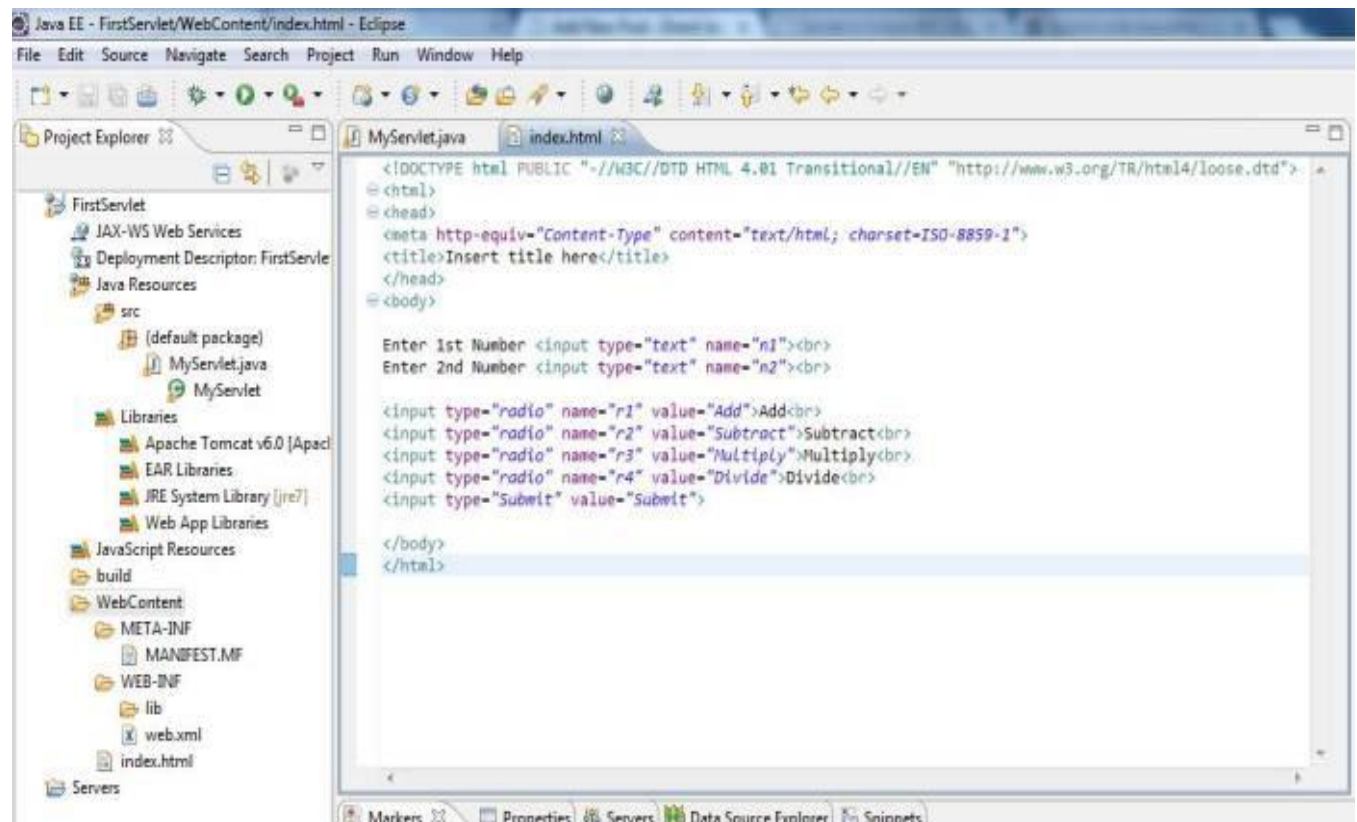 Java EE - FirstServlet/WebContent/index.html - Eclipse
File Edit Source Navigate Search Project Run Window Help
Project Explorer
MyServlet.java
index.html
FirstServlet
JAX-WS Web Services
Deployment Descriptor: FirstServle
Java Resources
src
(default package)
MyServlet.java
MyServlet
Libraries
Apache Tomcat v6.0 [Apacl
EAR Libraries
JRE System Library [jre7]
Web App Libraries
JavaScript Resources
build
WebContent
META-INF
MANIFEST.MF
WEB-INF
lib
web.xml
index.html
Servers
<!DOCTYPE html PUBLIC "-//W3C//DTD HTML 4.01 Transitional//EN" "http://www.w3.org/TR/html4/loose.dtd">
<html>
<head>
<meta http-equiv="Content-Type" content="text/html; charset=ISO-8859-1">
<title>Insert title here</title>
</head>
<body>
Enter 1st Number <input type="text" name="n1"><br>
Enter 2nd Number <input type="text" name="n2"><br>
<input type="radio" name="r1" value="Add">Add<br>
<input type="radio" name="r2" value="Subtract">Subtract<br>
<input type="radio" name="r3" value="Multiply">Multiply<br>
<input type="radio" name="r4" value="Divide">Divide<br>
<input type="Submit" value="Submit">
</body>
</html>
Markers Properties Servers Data Source Explorer Snippets